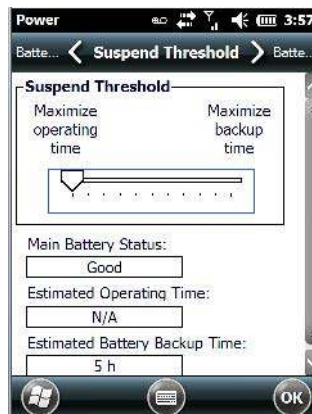 Power 3:57
Batte... Suspend Threshold Batte...
Suspend Threshold
Maximize operating time
Maximize backup time
Main Battery Status:
Good
Estimated Operating Time:
N/A
Estimated Battery Backup Time:
5 h
OK